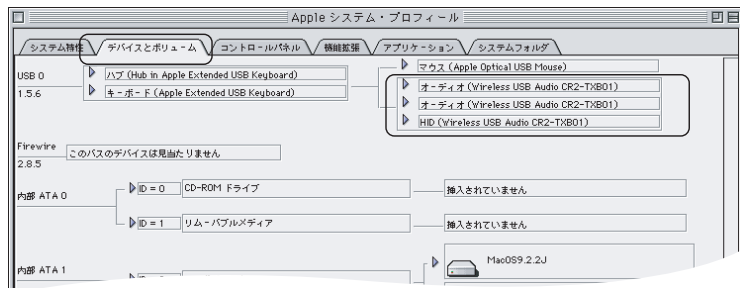 Apple システム・プロフィール
システム特性 デバイスとボリューム コントロールパネル 機能拡張 アプリケーション システムフォルダ
USB 0
1.5.6
ハブ (Hub in Apple Extended USB Keyboard)
キーボード (Apple Extended USB Keyboard)
マウス (Apple Optical USB Mouse)
オーディオ (Wireless USB Audio CR2-TXB01)
オーディオ (Wireless USB Audio CR2-TXB01)
HID (Wireless USB Audio CR2-TXB01)
Firewire
2.8.5
このバスのデバイスは見当たりません
内部 ATA 0
ID = 0 CD-ROM ドライブ 挿入されていません
ID = 1 リムーバブルメディア 挿入されていません
内部 ATA 1
MacOS9.2.2J